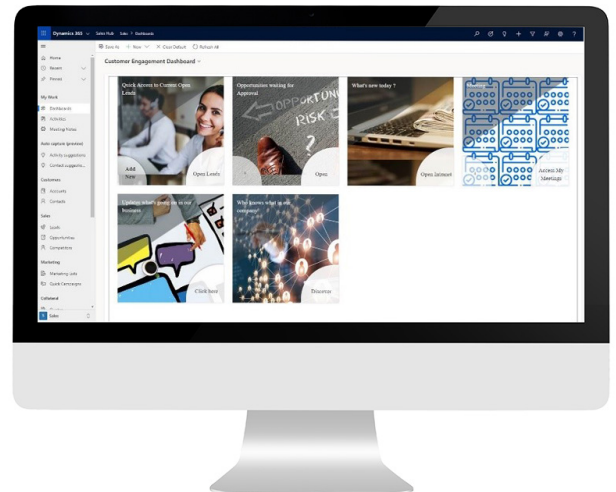 Dynamics 365
Sales Hub
Sales > Dashboards
Save As
+ New
Clear Default
Refresh All
Customer Engagement Dashboard
Home
Recent
Pinned
My Work
Dashboards
Activities
Meeting Notes
Auto capture (preview)
Activity suggestions
Contact suggestio...
Customers
Accounts
Contacts
Sales
Leads
Opportunities
Competitors
Marketing
Marketing Lists
Quick Campaigns
Collateral
S Sales
Quick Access to Current Open
Leads
Add
New
Open Leads
Opportunities waiting for
Approval
OPPORTUN
RISK
?
Open
What's new today ?
Open
Meetings
Access My
Meetings
Updates what's going on in our
business
Click here
Who knows what in our
company
Discover